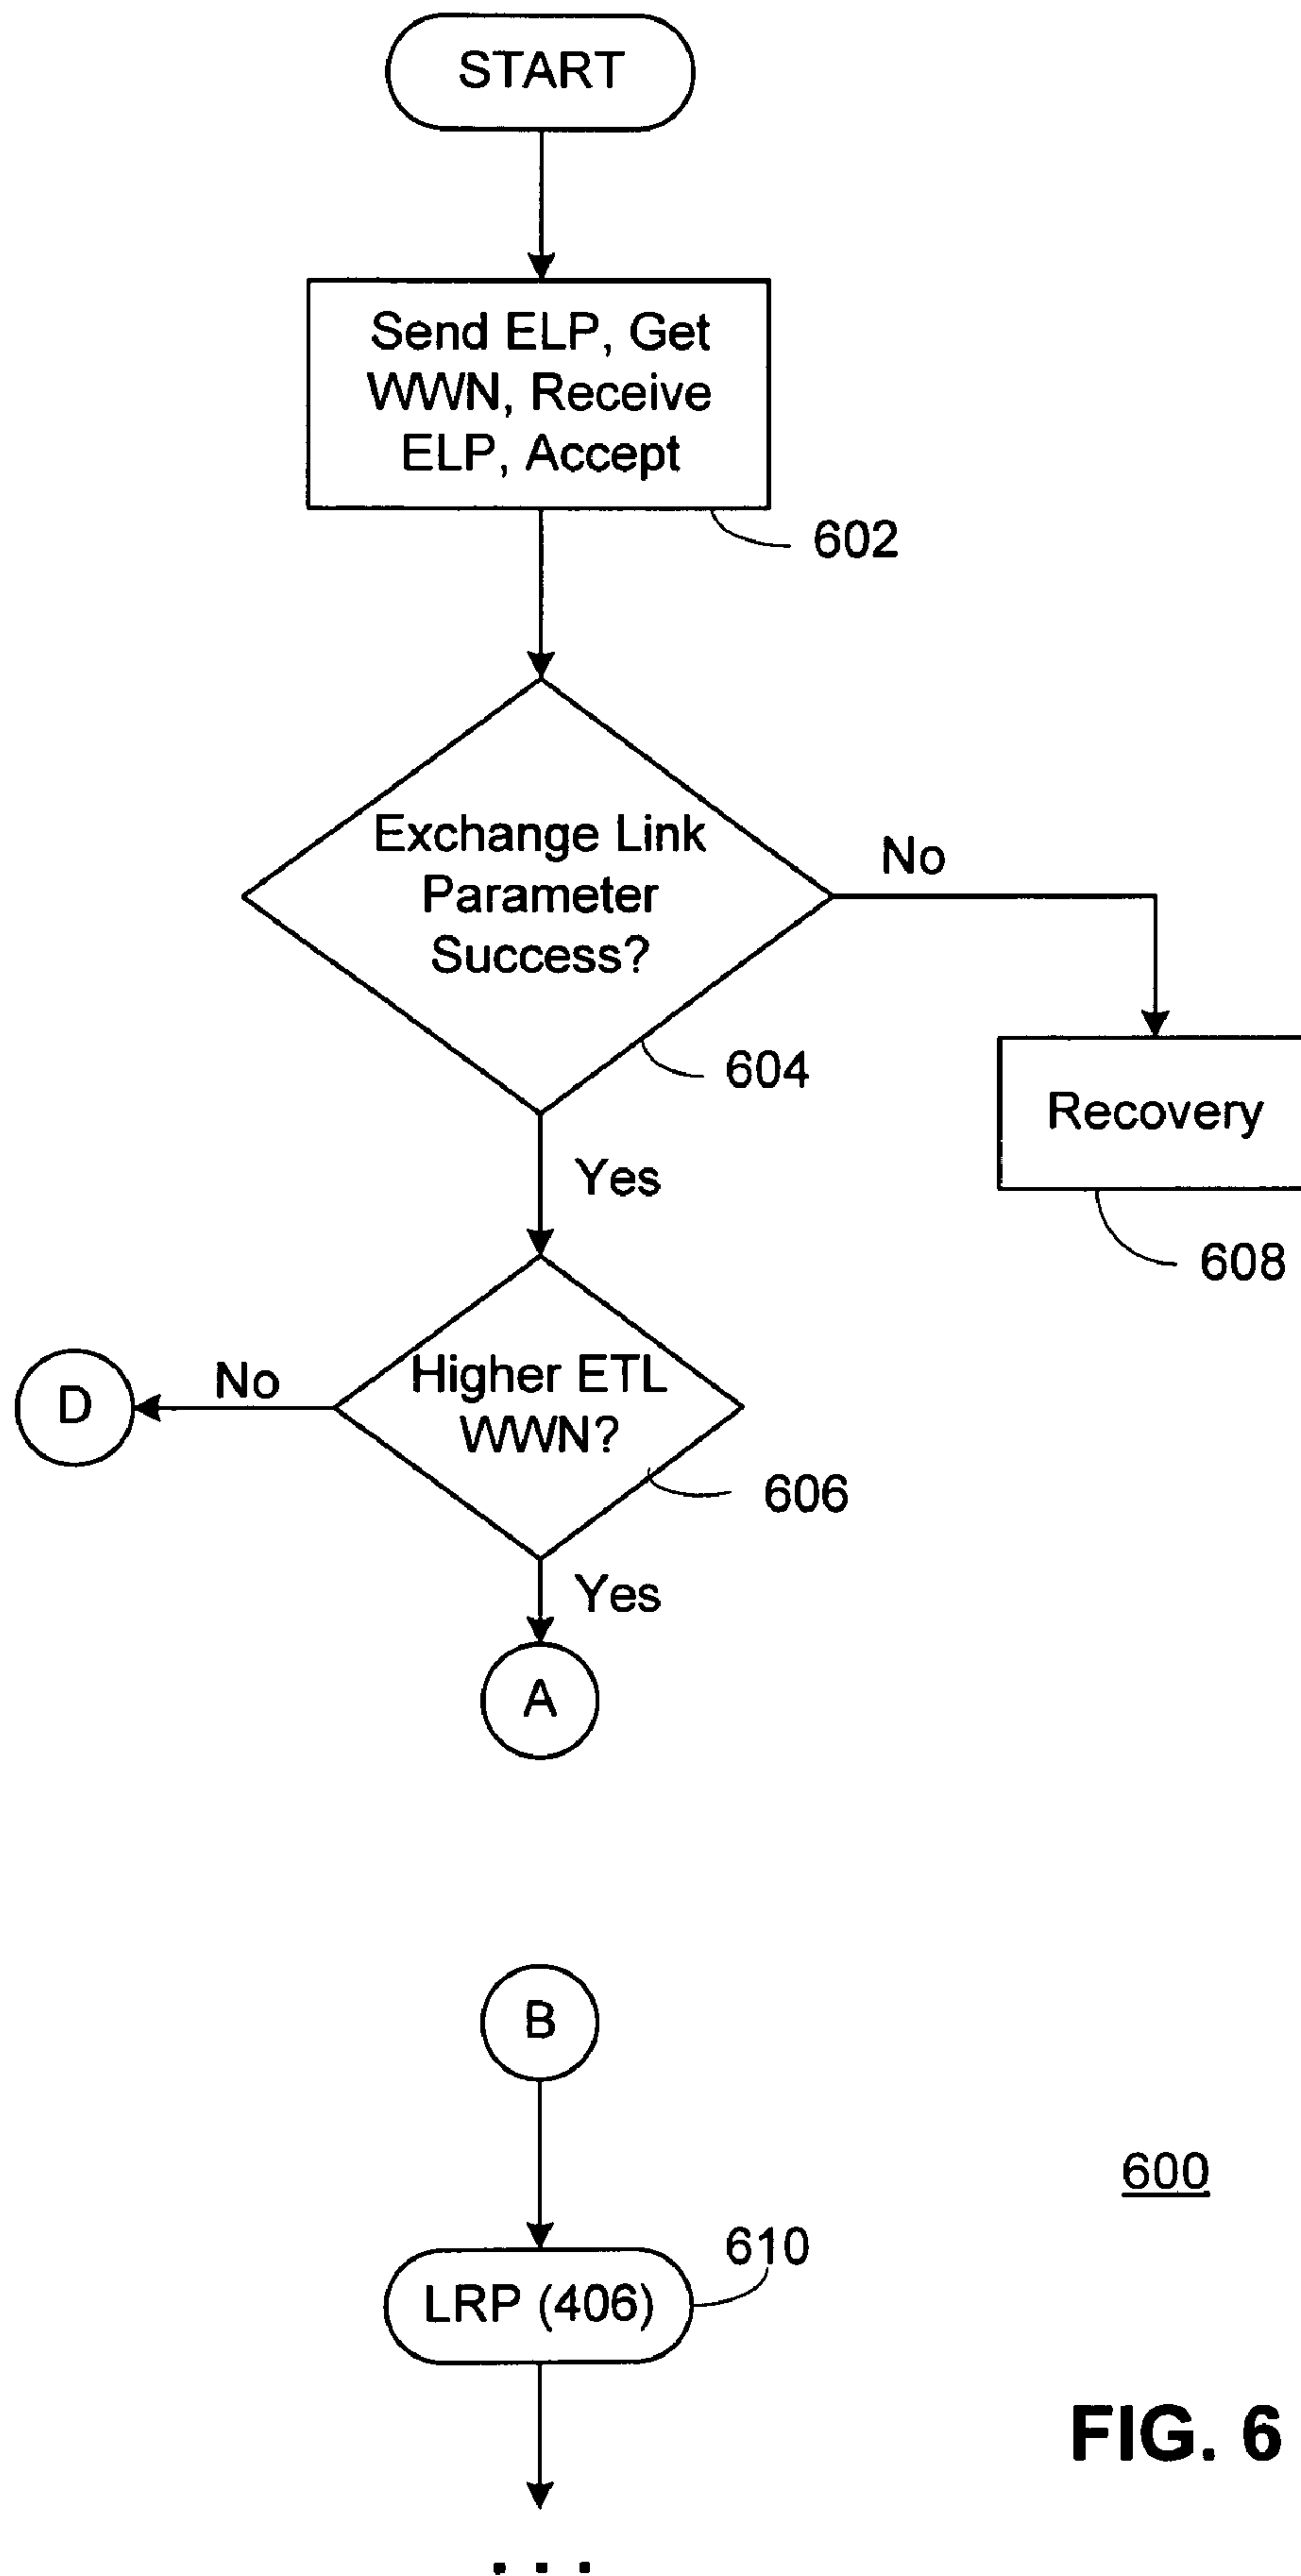 START
Send ELP, Get
WWN, Receive
ELP, Accept
602
Exchange Link
Parameter
Success?
No
604
Recovery
Yes
608
Higher ETL
WWN?
No
D
606
Yes
A
B
600
610
LRP (406)
FIG. 6
. . .